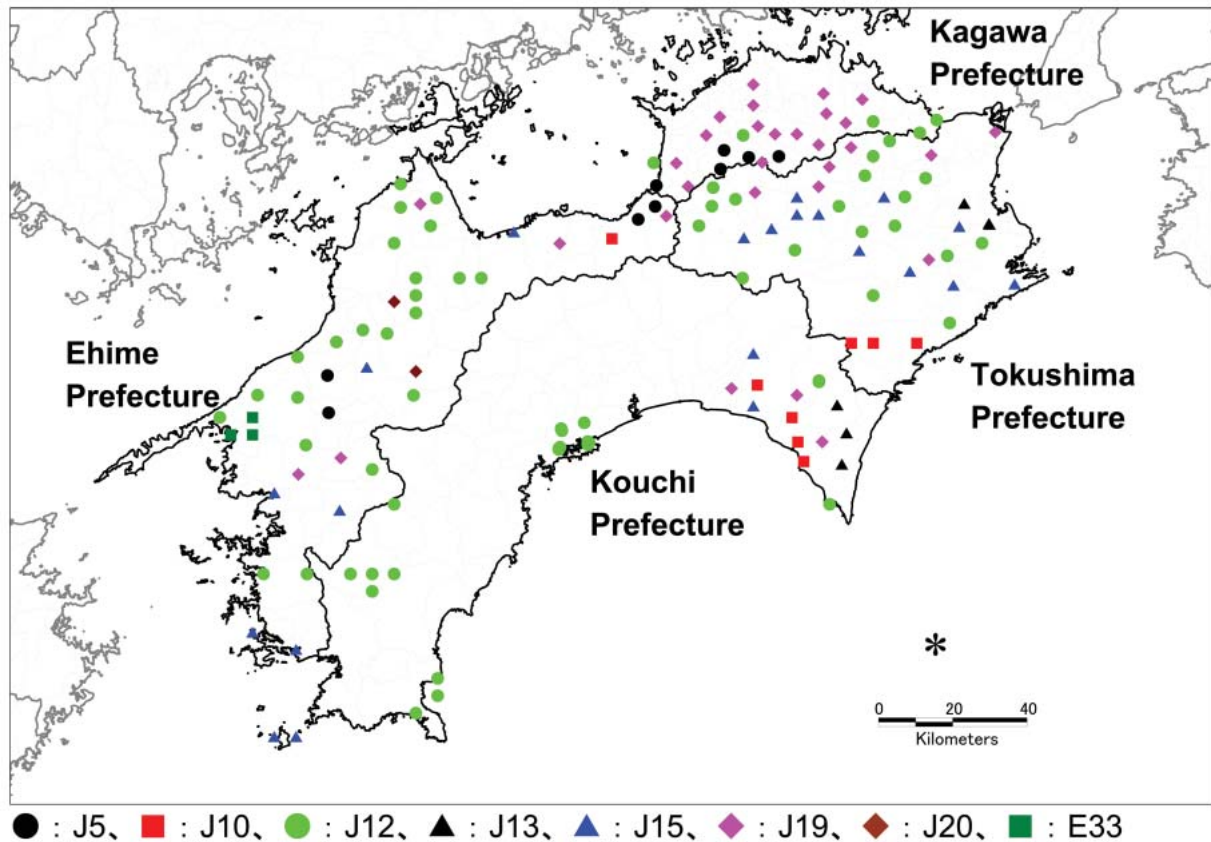 Kagawa
Prefecture
Ehime
Prefecture
Tokushima
Prefecture
Kouchi
Prefecture
*
0 20 40
Kilometers
: J5、 : J10、 : J12、 : J13、 : J15、 : J19、 : J20、 : E33